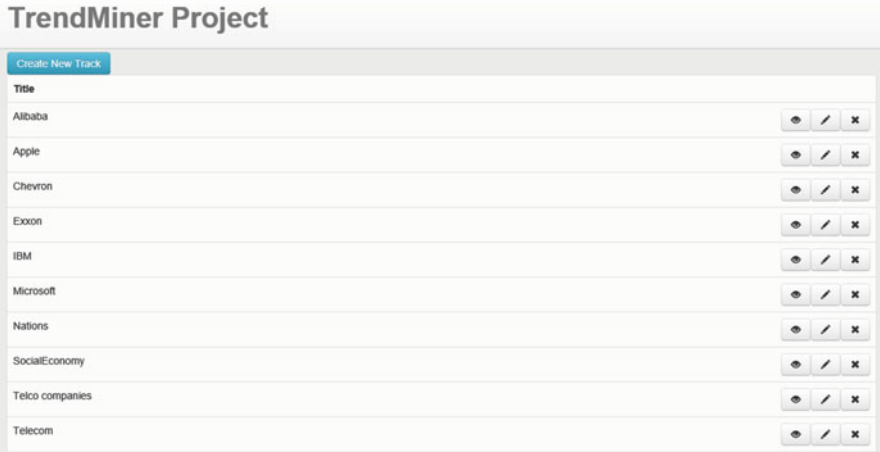 TrendMiner Project
Create New Track
Title
Alibaba
Apple
Chevron
Exxon
IBM
Microsoft
Nations
SocialEconomy
Telco companies
Telecom